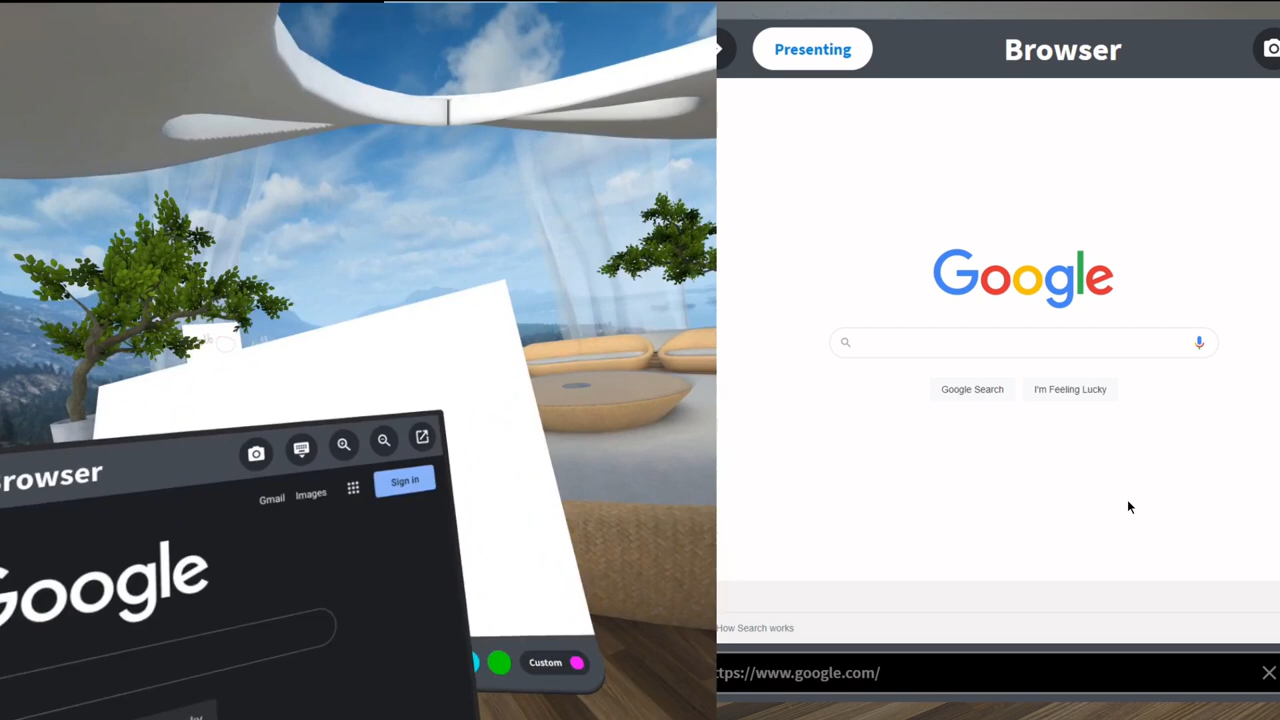 Presenting
Browser
Google
Google Search
I'm Feeling Lucky
How Search works
ttps://www.google.com/
Browser
Gmail
Images
Sign in
Google
Custom